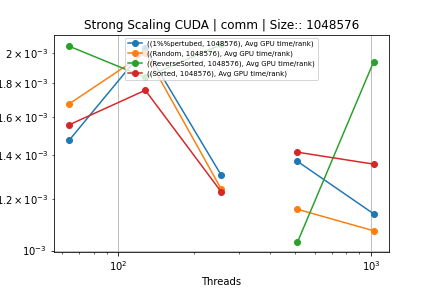 Strong Scaling CUDA | comm | Size:: 1048576
((1%%pertubed, 1048576), Avg GPU time/rank)
((Random, 1048576), Avg GPU time/rank)
((ReverseSorted, 1048576), Avg GPU time/rank)
((Sorted, 1048576), Avg GPU time/rank)
2 × 10⁻³
1.8 × 10⁻³
1.6 × 10⁻³
1.4 × 10⁻³
1.2 × 10⁻³
10⁻³
10² 10³
Threads